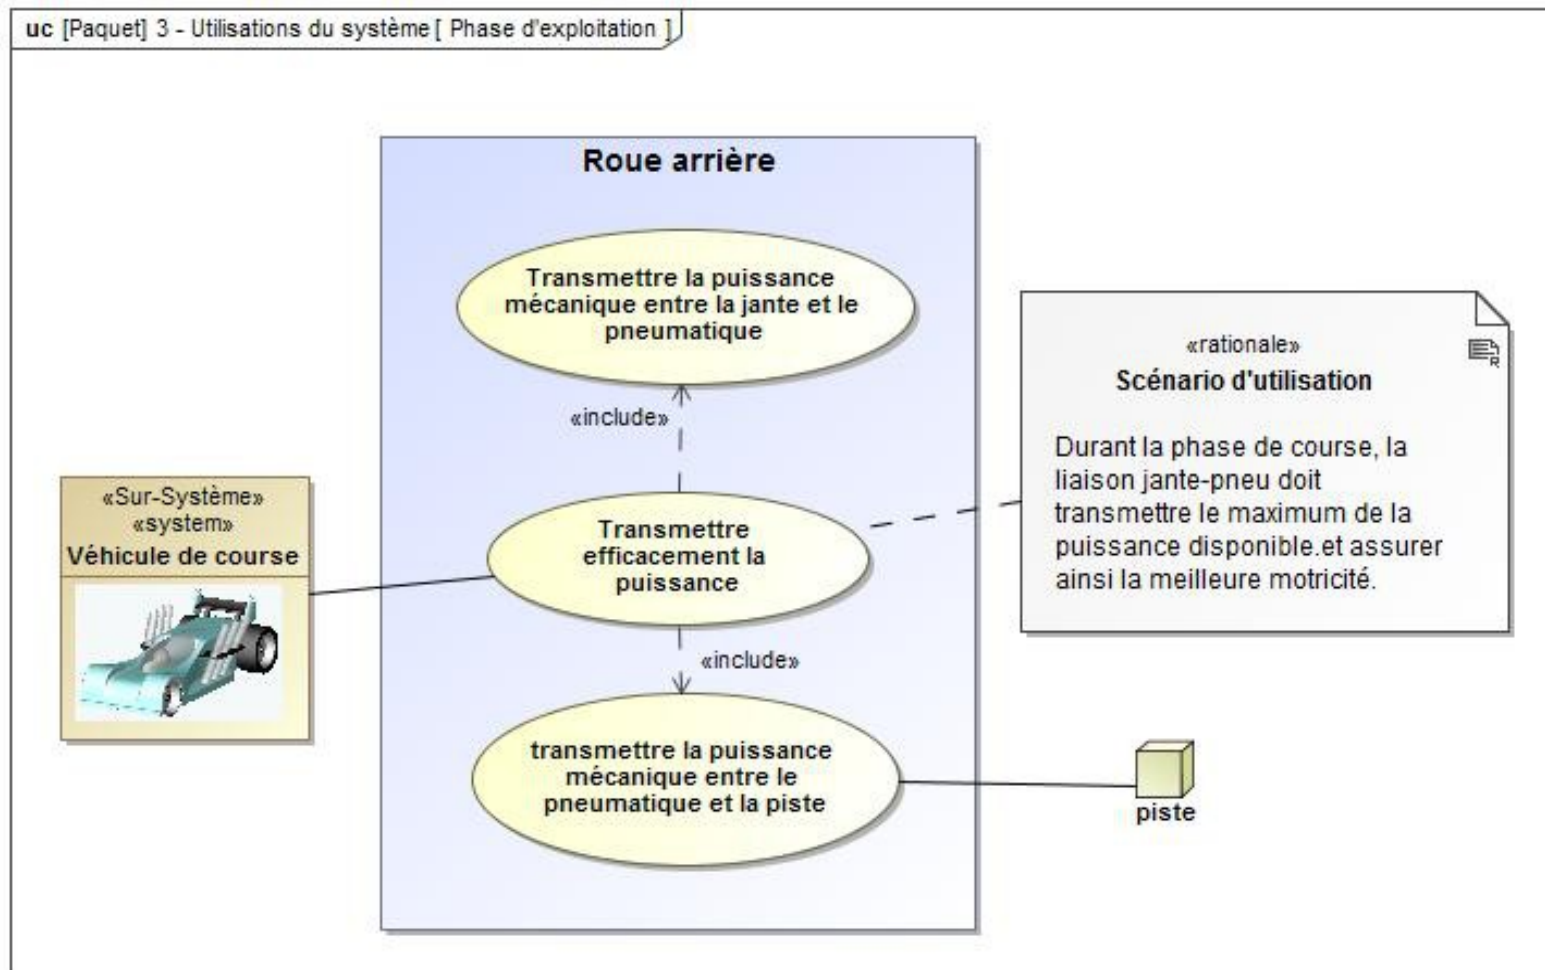 uc [Paquet] 3 - Utilisations du système [ Phase d'exploitation ]
Roue arrière
Transmettre la puissance
mécanique entre la jante et le
pneumatique
«include»
«rationale»
Scénario d'utilisation
Durant la phase de course, la
liaison jante-pneu doit
transmettre le maximum de la
puissance disponible.et assurer
ainsi la meilleure motricité.
«Sur-Système»
«system»
Véhicule de course
Transmettre
efficacement la
puissance
«include»
transmettre la puissance
mécanique entre le
pneumatique et la piste
piste